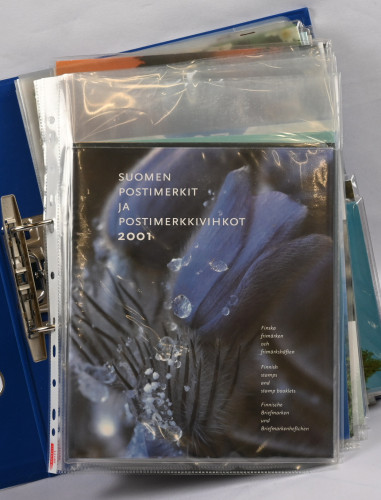 SUOMEN
POSTIMERKIT
JA
POSTIMERKKIVIHKOT
2001
Finska
frimärken
och
frimärkshäften
Finnish
stamps
and
stamp booklets
Finnische
Briefmarken
und
Briefmarkenheftchen